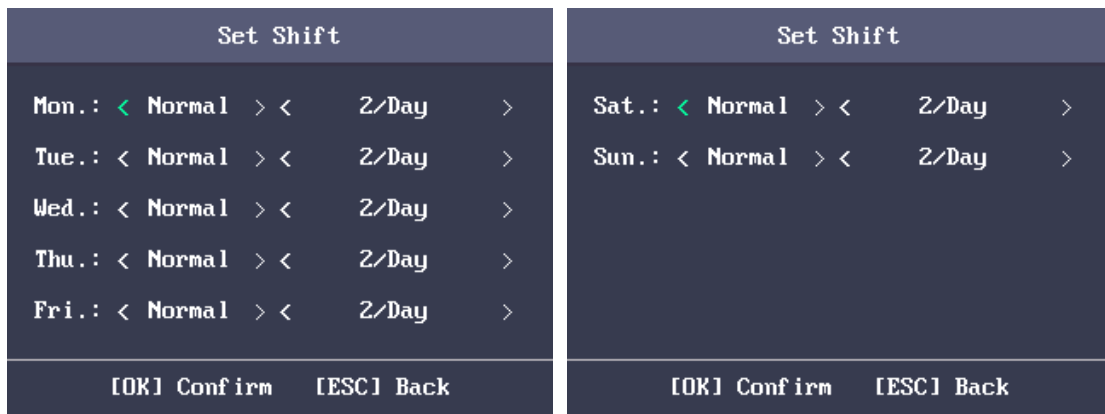 Set Shift
Mon.: < Normal > < 2/Day >
Tue.: < Normal > < 2/Day >
Wed.: < Normal > < 2/Day >
Thu.: < Normal > < 2/Day >
Fri.: < Normal > < 2/Day >
[OK] Confirm [ESC] Back
Set Shift
Sat.: < Normal > < 2/Day >
Sun.: < Normal > < 2/Day >
[OK] Confirm [ESC] Back